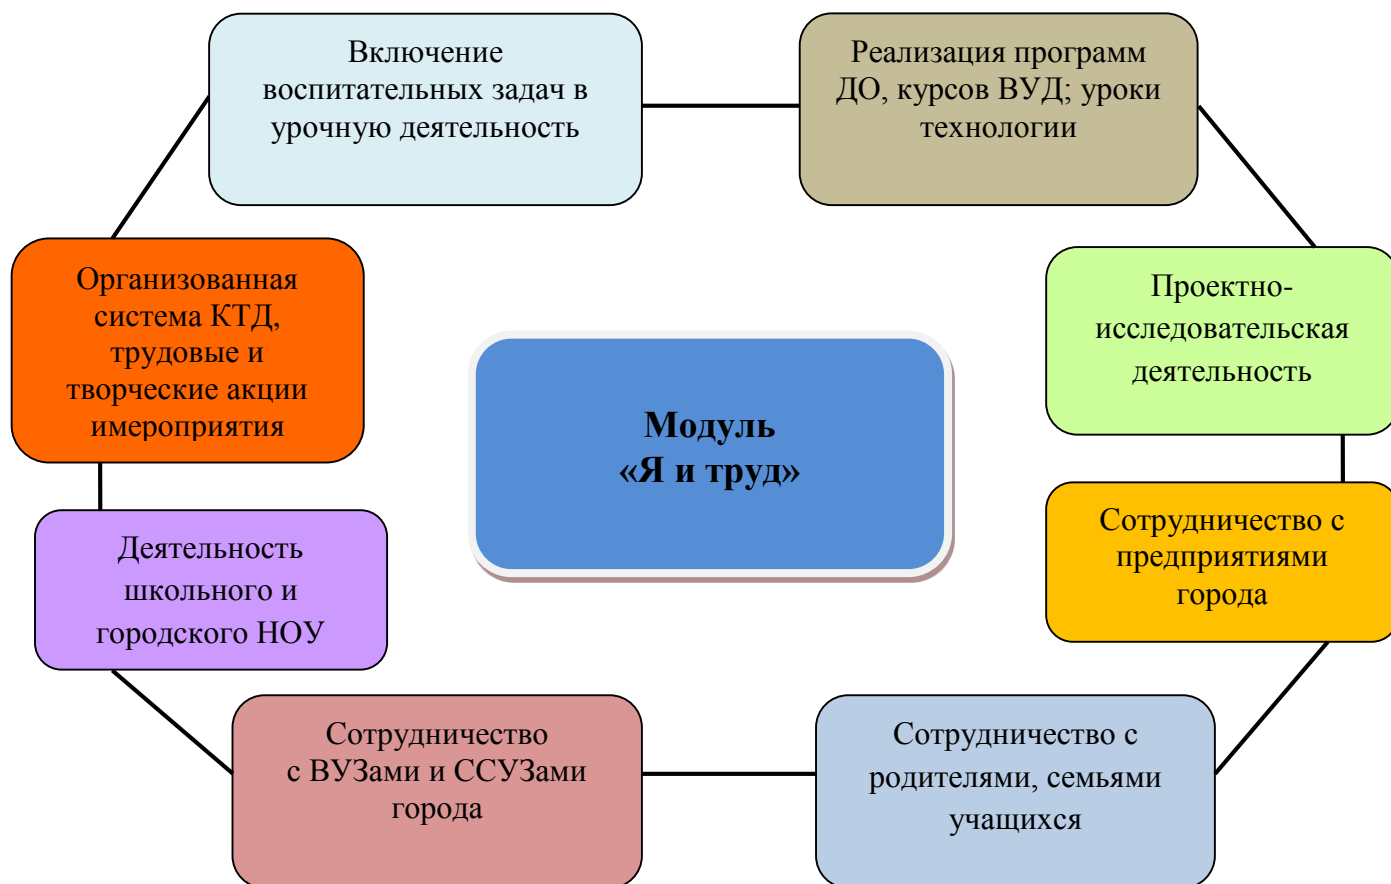 Включение
воспитательных задач в
урочную деятельность
Реализация программ
ДО, курсов ВУД; уроки
технологии
Организованная
система КТД,
трудовые и
творческие акции
имероприятия
Проектно-
исследовательская
деятельность
Модуль
«Я и труд»
Деятельность
школьного и
городского НОУ
Сотрудничество с
предприятиями
города
Сотрудничество
с ВУЗами и ССУЗами
города
Сотрудничество с
родителями, семьями
учащихся